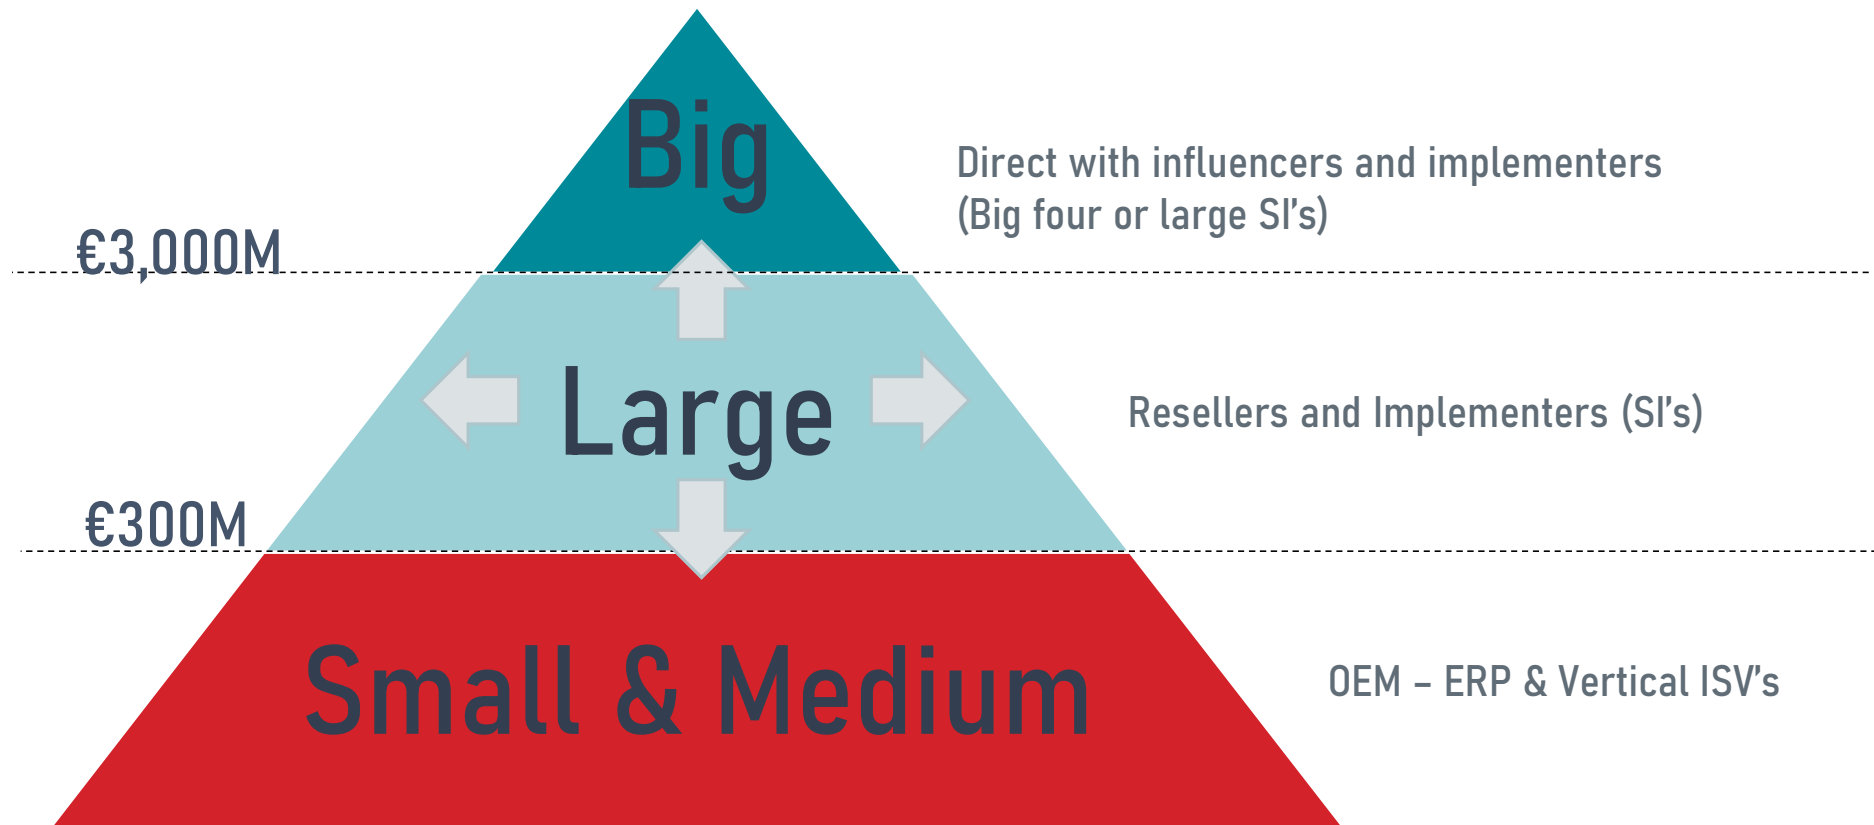 Big
Direct with influencers and implementers
(Big four or large SI's)
€3,000M
Large
Resellers and Implementers (SI's)
€300M
Small & Medium
OEM – ERP & Vertical ISV's